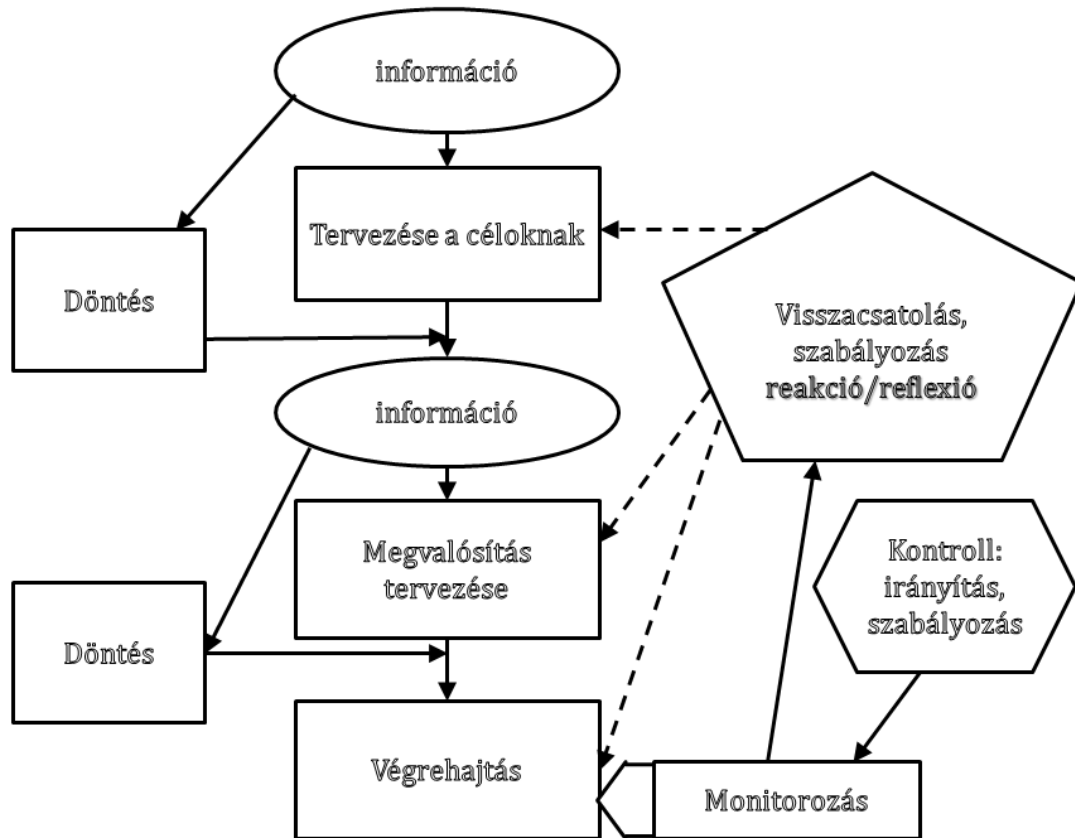 információ
Tervezése a céloknak
Döntés
Visszacsatolás,
szabályozás
reakció/reflexió
információ
Megvalósítás
tervezése
Kontroll:
irányítás,
szabályozás
Döntés
Végrehajtás
Monitorozás